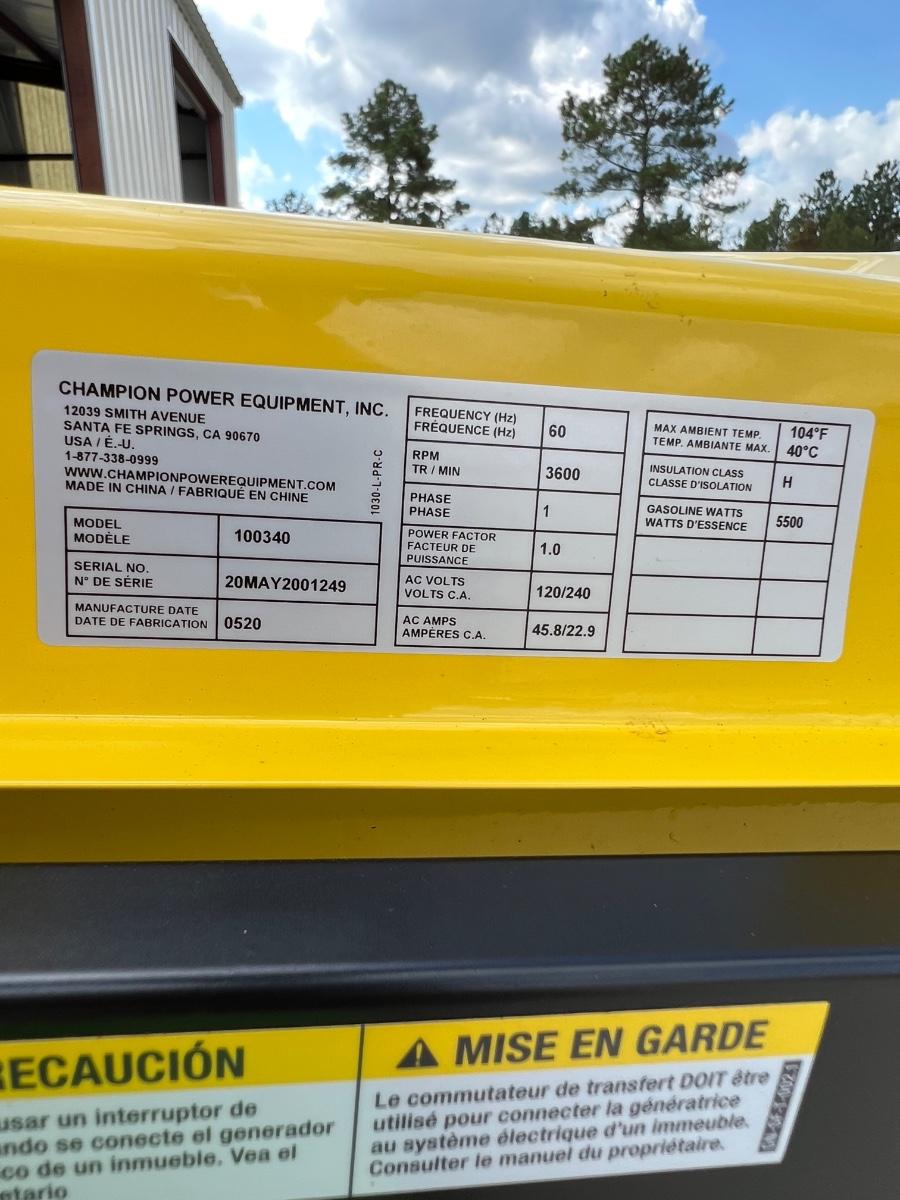 CHAMPION POWER EQUIPMENT, INC.
12039 SMITH AVENUE
SANTA FE SPRINGS, CA 90670
USA / É.-U.
1-877-338-0999
WWW.CHAMPIONPOWEREQUIPMENT.COM
MADE IN CHINA / FABRIQUÉ EN CHINE
1030-L-PR-C
MODEL
MODÈLE
100340
SERIAL NO.
N° DE SÉRIE
20MAY2001249
MANUFACTURE DATE
DATE DE FABRICATION
0520
FREQUENCY (Hz)
FRÉQUENCE (Hz)
60
RPM
TR / MIN
3600
PHASE
PHASE
1
POWER FACTOR
FACTEUR DE
PUISSANCE
1.0
AC VOLTS
VOLTS C.A.
120/240
AC AMPS
AMPÈRES C.A.
45.8/22.9
MAX AMBIENT TEMP.
TEMP. AMBIANTE MAX.
104°F
40°C
INSULATION CLASS
CLASSE D'ISOLATION
H
GASOLINE WATTS
WATTS D'ESSENCE
5500
RECAUCIÓN
usar un interruptor de
ando se conecte el generador
co de un inmueble. Vea el
etario
MISE EN GARDE
Le commutateur de transfert DOIT être
utilisé pour connecter la génératrice
au système électrique d'un immeuble.
Consulter le manuel du propriétaire.